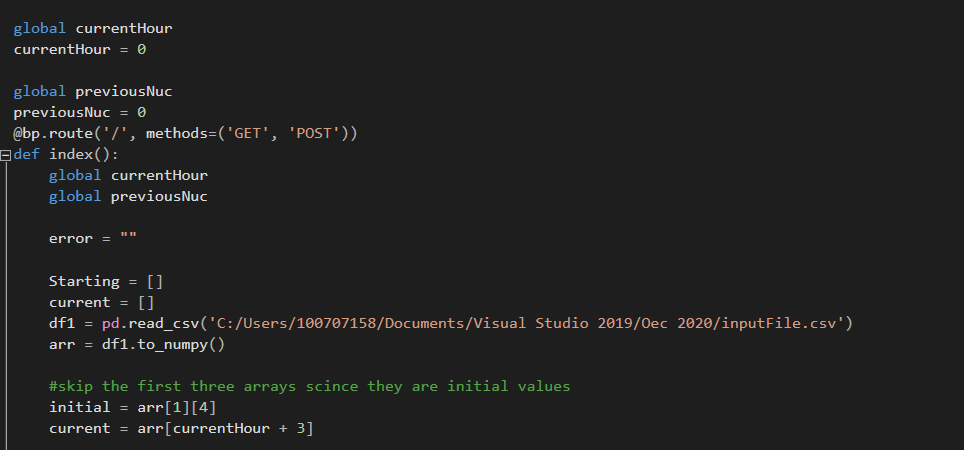 global currentHour
currentHour = 0
global previousNuc
previousNuc = 0
@bp.route('/', methods=('GET', 'POST'))
def index():
    global currentHour
    global previousNuc
    error = ""
    Starting = []
    current = []
    df1 = pd.read_csv('C:/Users/100707158/Documents/Visual Studio 2019/Oec 2020/inputFile.csv')
    arr = df1.to_numpy()
    #skip the first three arrays scince they are initial values
    initial = arr[1][4]
    current = arr[currentHour + 3]